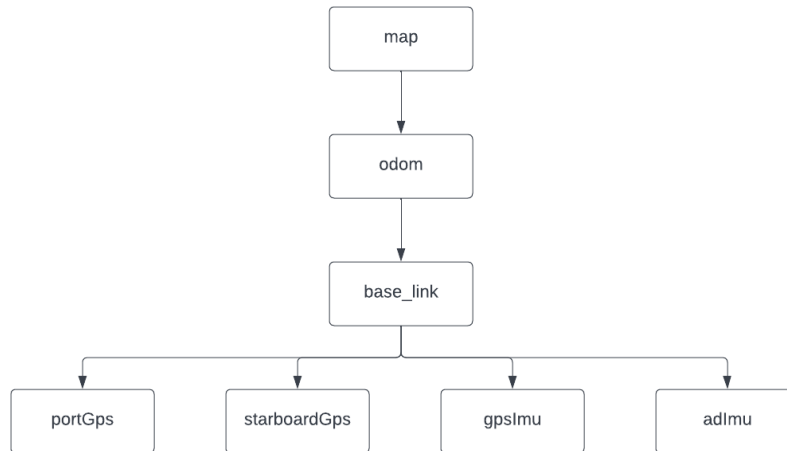 map
odom
base_link
portGps
starboardGps
gpsImu
adImu